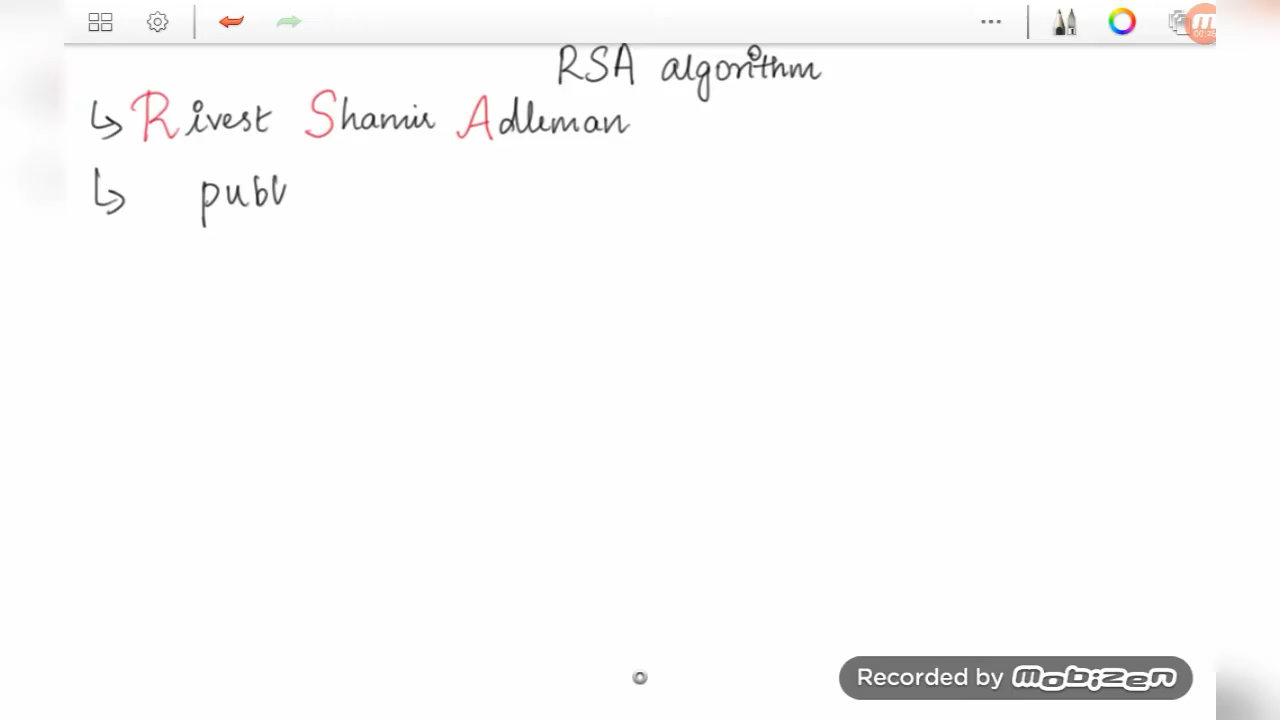 RSA algorithm
↳ Rivest Shamir Adleman
↳ publ
Recorded by mobizen